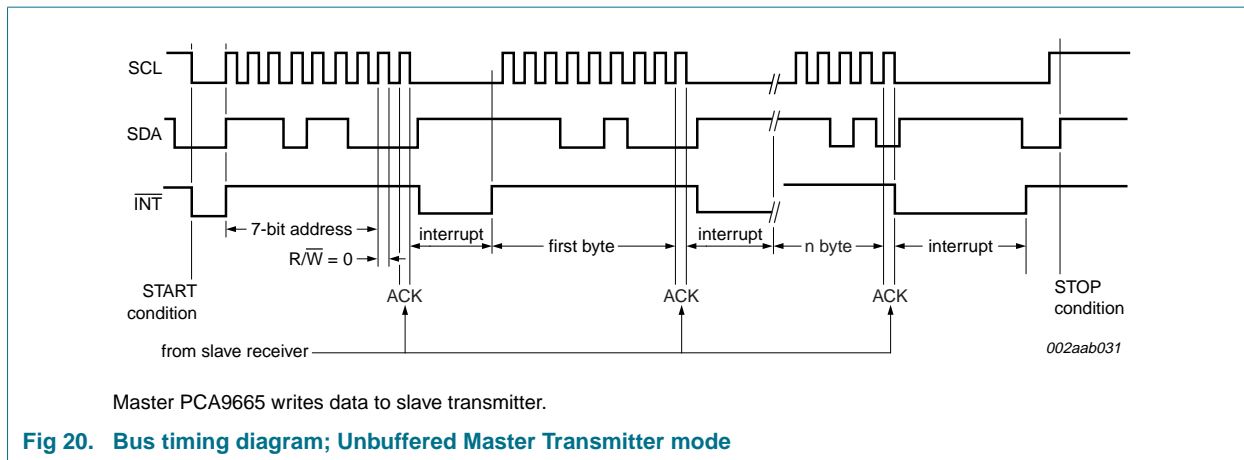 SCL
SDA
INT
7-bit address
interrupt
first byte
interrupt
n byte
interrupt
R/W = 0
START
condition
ACK
ACK
ACK
STOP
condition
from slave receiver
002aab031
Master PCA9665 writes data to slave transmitter.
Fig 20. Bus timing diagram; Unbuffered Master Transmitter mode